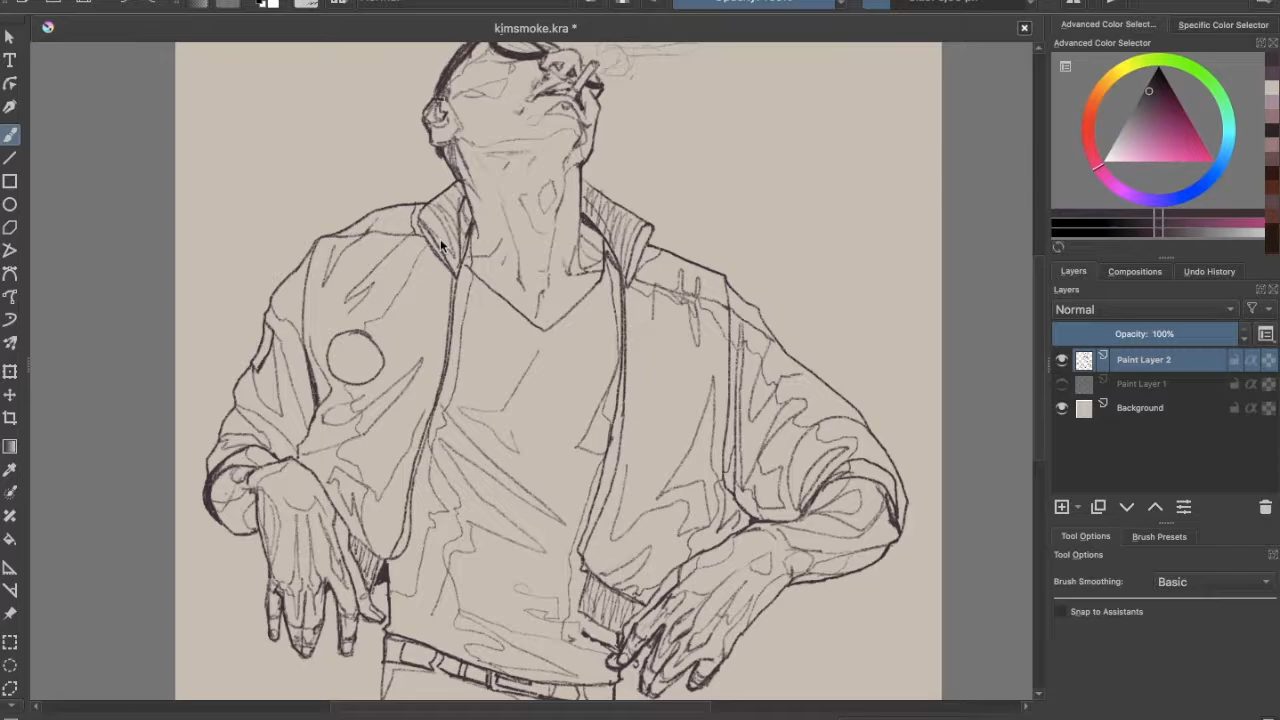 kimsmoke.kra *
Advanced Color Select...
Specific Color Selector
Advanced Color Selector
Layers
Compositions
Undo History
Layers
Normal
Opacity: 100%
Paint Layer 2
Paint Layer 1
Background
Tool Options
Brush Presets
Tool Options
Brush Smoothing:
Basic
Snap to Assistants